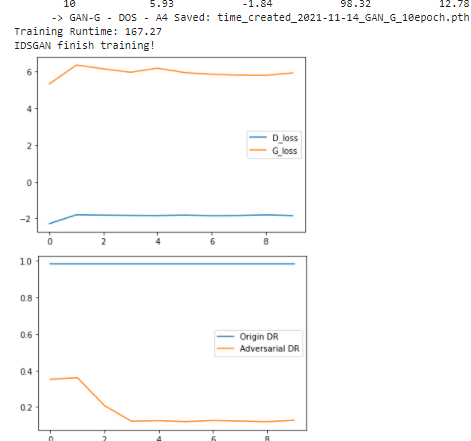 10 5.93 -1.84 98.32 12.78
-> GAN-G - DOS - A4 Saved: time_created_2021-11-14_GAN_G_10epoch.pth
Training Runtime: 167.27
IDSGAN finish training!
6
4
2
0
-2
D_loss
G_loss
0 2 4 6 8
1.0
0.8
0.6
0.4
0.2
Origin DR
Adversarial DR
0 2 4 6 8